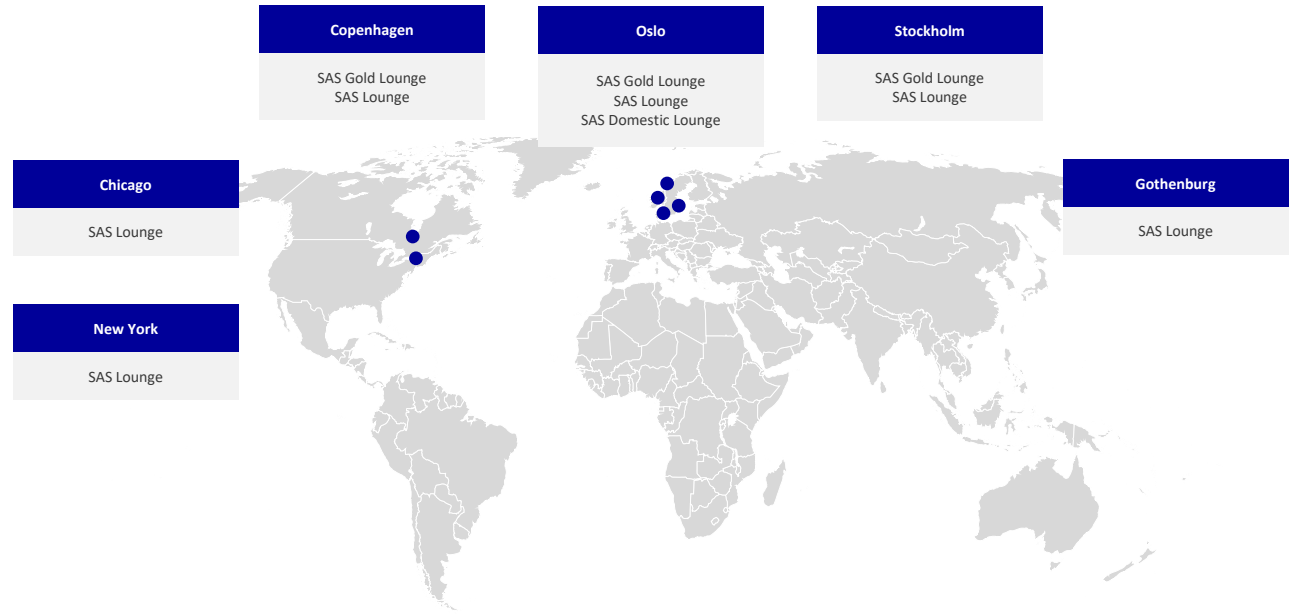 Copenhagen
SAS Gold Lounge
SAS Lounge
Oslo
SAS Gold Lounge
SAS Lounge
SAS Domestic Lounge
Stockholm
SAS Gold Lounge
SAS Lounge
Chicago
SAS Lounge
Gothenburg
SAS Lounge
New York
SAS Lounge